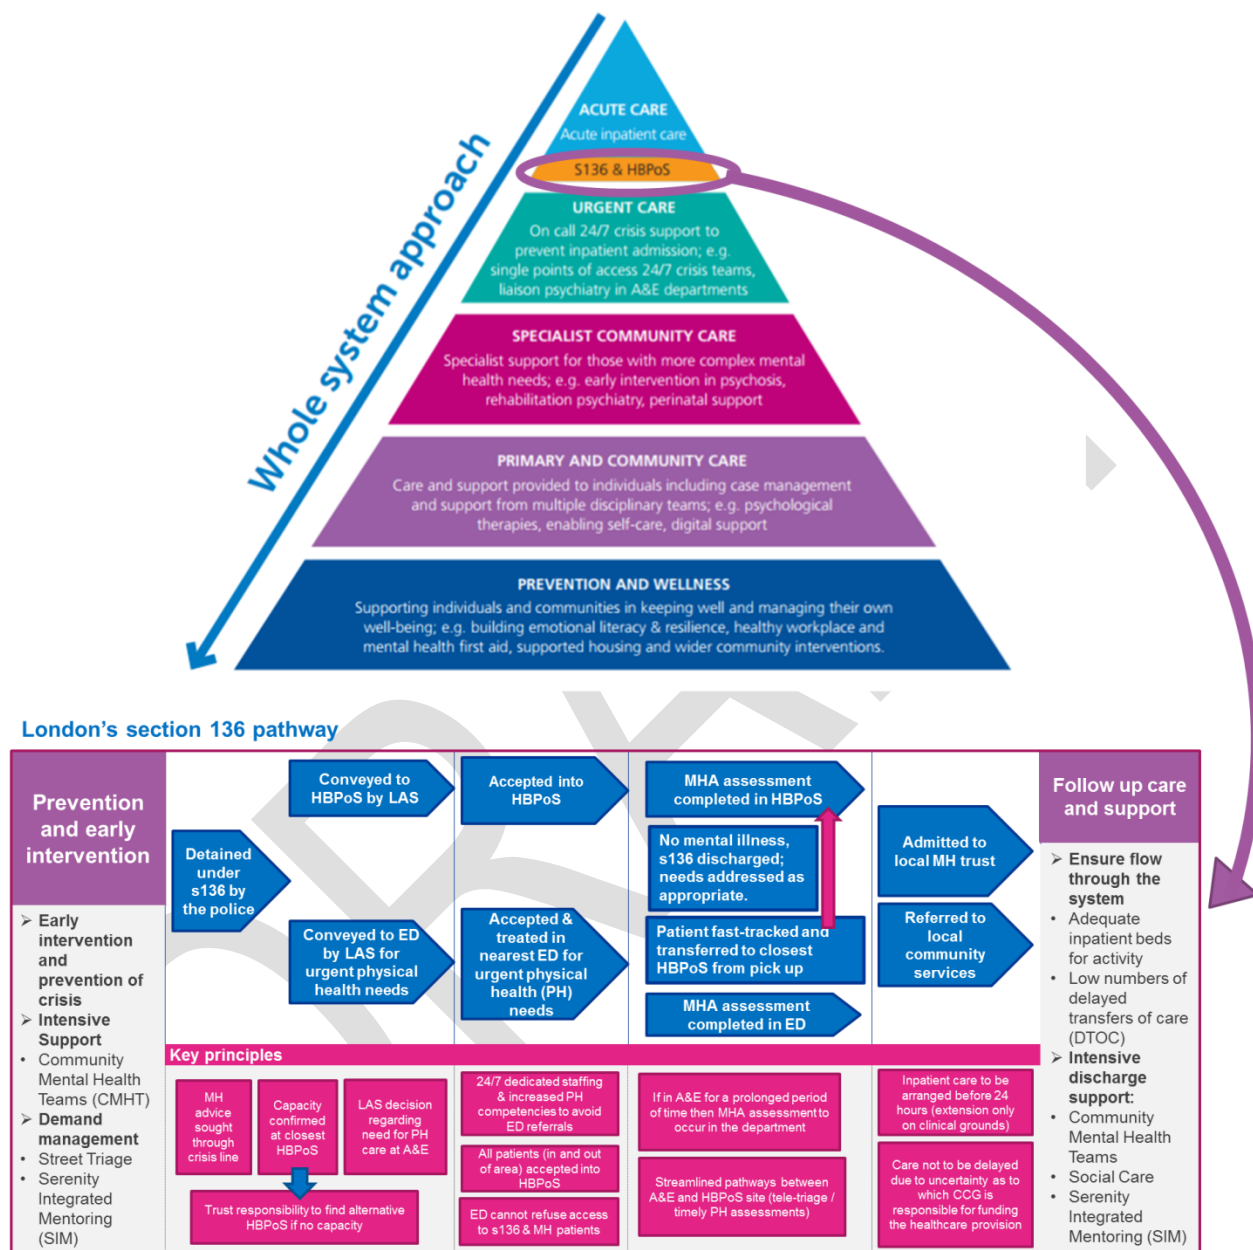 Whole system approach
ACUTE CARE
Acute inpatient care
S136 & HBPoS
URGENT CARE
On call 24/7 crisis support to
prevent inpatient admission; e.g.
single points of access 24/7 crisis teams,
liaison psychiatry in A&E departments
SPECIALIST COMMUNITY CARE
Specialist support for those with more complex mental
health needs; e.g. early intervention in psychosis,
rehabilitation psychiatry, perinatal support
PRIMARY AND COMMUNITY CARE
Care and support provided to individuals including case management
and support from multiple disciplinary teams; e.g. psychological
therapies, enabling self-care, digital support
PREVENTION AND WELLNESS
Supporting individuals and communities in keeping well and managing their own
well-being; e.g. building emotional literacy & resilience, healthy workplace and
mental health first aid, supported housing and wider community interventions.
London's section 136 pathway
Prevention
and early
intervention
➢ Early
intervention
and
prevention of
crisis
➢ Intensive
Support
• Community
Mental Health
Teams (CMHT)
➢ Demand
management
• Street Triage
• Serenity
Integrated
Mentoring
(SIM)
Detained
under
s136 by
the police
Conveyed to
HBPoS by LAS
Conveyed to ED
by LAS for
urgent physical
health needs
Accepted into
HBPoS
Accepted &
treated in
nearest ED for
urgent physical
health (PH)
needs
MHA assessment
completed in HBPoS
No mental illness,
s136 discharged;
needs addressed as
appropriate.
Patient fast-tracked and
transferred to closest
HBPoS from pick up
MHA assessment
completed in ED
Admitted to
local MH trust
Referred to
local
community
services
Key principles
MH
advice
sought
through
crisis line
Capacity
confirmed
at closest
HBPoS
LAS decision
regarding
need for PH
care at A&E
Trust responsibility to find alternative
HBPoS if no capacity
24/7 dedicated staffing
& increased PH
competencies to avoid
ED referrals
All patients (in and out
of area) accepted into
HBPoS
ED cannot refuse access
to s136 & MH patients
If in A&E for a prolonged period
of time then MHA assessment to
occur in the department
Streamlined pathways between
A&E and HBPoS site (tele-triage /
timely PH assessments)
Inpatient care to be
arranged before 24
hours (extension only
on clinical grounds)
Care not to be delayed
due to uncertainty as to
which CCG is
responsible for funding
the healthcare provision
Follow up care
and support
➢ Ensure flow
through the
system
• Adequate
inpatient beds
for activity
• Low numbers of
delayed
transfers of care
(DTOC)
➢ Intensive
discharge
support:
• Community
Mental Health
Teams
• Social Care
• Serenity
Integrated
Mentoring (SIM)